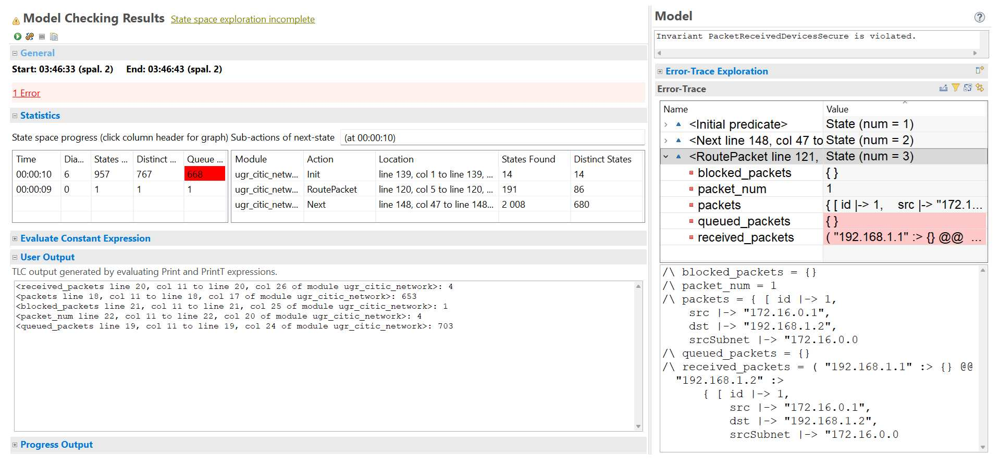 Model Checking Results State space exploration incomplete
General
Start: 03:46:33 (spal. 2) End: 03:46:43 (spal. 2)
1 Error
Statistics
State space progress (click column header for graph) Sub-actions of next-state (at 00:00:10)
Time Dia... States ... Distinct ... Queue ...
00:00:10 6 957 767 668
00:00:09 0 1 1 1
Module Action Location States Found Distinct States
ugr_citic_netw... Init line 139, col 1 to line 139, ... 14 14
ugr_citic_netw... RoutePacket line 120, col 5 to line 120, ... 191 86
ugr_citic_netw... Next line 148, col 47 to line 148... 2 008 680
Evaluate Constant Expression
User Output
TLC output generated by evaluating Print and PrintT expressions.
<received_packets line 20, col 11 to line 20, col 26 of module ugr_citic_network>: 4
<packets line 18, col 11 to line 18, col 17 of module ugr_citic_network>: 653
<blocked_packets line 21, col 11 to line 21, col 25 of module ugr_citic_network>: 1
<packet_num line 22, col 11 to line 22, col 20 of module ugr_citic_network>: 4
<queued_packets line 19, col 11 to line 19, col 24 of module ugr_citic_network>: 703
Progress Output
Model
Invariant PacketReceivedDevicesSecure is violated.
Error-Trace Exploration
Error-Trace
Name Value
<Initial predicate> State (num = 1)
<Next line 148, col 47 to State (num = 2)
<RoutePacket line 121, State (num = 3)
blocked_packets { }
packet_num 1
packets { [ id |-> 1, src |-> "172.1...
queued_packets { }
received_packets ( "192.168.1.1" :> {} @@ ...
/\ blocked_packets = {}
/\ packet_num = 1
/\ packets = { [ id |-> 1,
src |-> "172.16.0.1",
dst |-> "192.168.1.2",
srcSubnet |-> "172.16.0.0
/\ queued_packets = {}
/\ received_packets = ( "192.168.1.1" :> {} @@
"192.168.1.2" :>
{ [ id |-> 1,
src |-> "172.16.0.1",
dst |-> "192.168.1.2",
srcSubnet |-> "172.16.0.0